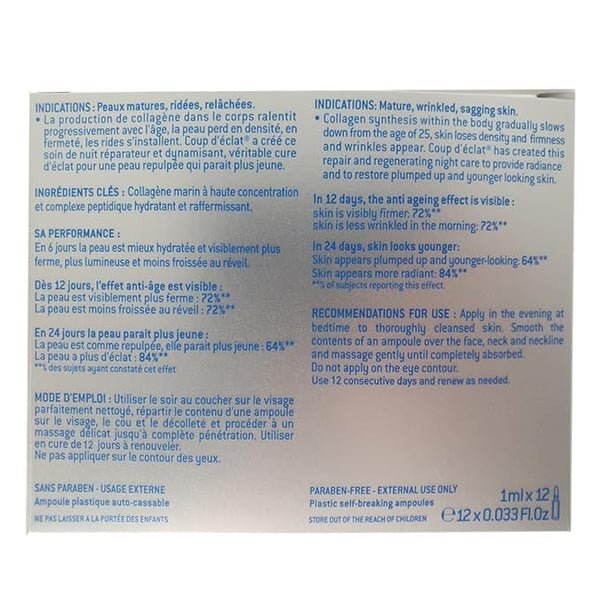 INDICATIONS : Peaux matures, ridées, relâchées.
• La production de collagène dans le corps ralentit
progressivement avec l'âge, la peau perd en densité, en
fermeté, les rides s'installent. Coup d'éclat® a créé ce
soin de nuit réparateur et dynamisant, véritable cure
d'éclat pour une peau repulpée qui parait plus jeune.
INGRÉDIENTS CLÉS : Collagène marin à haute concentration
et complexe peptidique hydratant et raffermissant.
SA PERFORMANCE :
En 6 jours la peau est mieux hydratée et visiblement plus
ferme, plus lumineuse et moins froissée au réveil.
Dès 12 jours, l'effet anti-âge est visible :
La peau est visiblement plus ferme : 72%**
La peau est moins froissée au réveil : 72%**
En 24 jours la peau parait plus jeune :
La peau est comme repulpée, elle parait plus jeune : 64%**
La peau a plus d'éclat : 84%**
**% des sujets ayant constaté cet effet
MODE D'EMPLOI : Utiliser le soir au coucher sur le visage
parfaitement nettoyé, répartir le contenu d'une ampoule
sur le visage, le cou et le décolleté et procéder à un
massage délicat jusqu'à complète pénétration. Utiliser
en cure de 12 jours à renouveler.
Ne pas appliquer sur le contour des yeux.
SANS PARABEN - USAGE EXTERNE
Ampoule plastique auto-cassable
NE PAS LAISSER A LA PORTÉE DES ENFANTS
INDICATIONS: Mature, wrinkled, sagging skin.
• Collagen synthesis within the body gradually slows
down from the age of 25, skin loses density and firmness
and wrinkles appear. Coup d'éclat® has created this
repair and regenerating night care to provide radiance
and to restore plumped up and younger looking skin.
In 12 days, the anti ageing effect is visible :
skin is visibly firmer: 72%**
skin is less wrinkled in the morning: 72%**
In 24 days, skin looks younger:
Skin appears plumped up and younger-looking: 64%**
Skin appears more radiant: 84%**
**% of subjects reporting this effect.
RECOMMENDATIONS FOR USE : Apply in the evening at
bedtime to thoroughly cleansed skin. Smooth the
contents of an ampoule over the face, neck and neckline
and massage gently until completely absorbed.
Do not apply on the eye contour.
Use 12 consecutive days and renew as needed.
PARABEN-FREE - EXTERNAL USE ONLY
Plastic self-breaking ampoules
STORE OUT OF THE REACH OF CHILDREN
1ml x 12
℮12 x 0.033 Fl.Oz